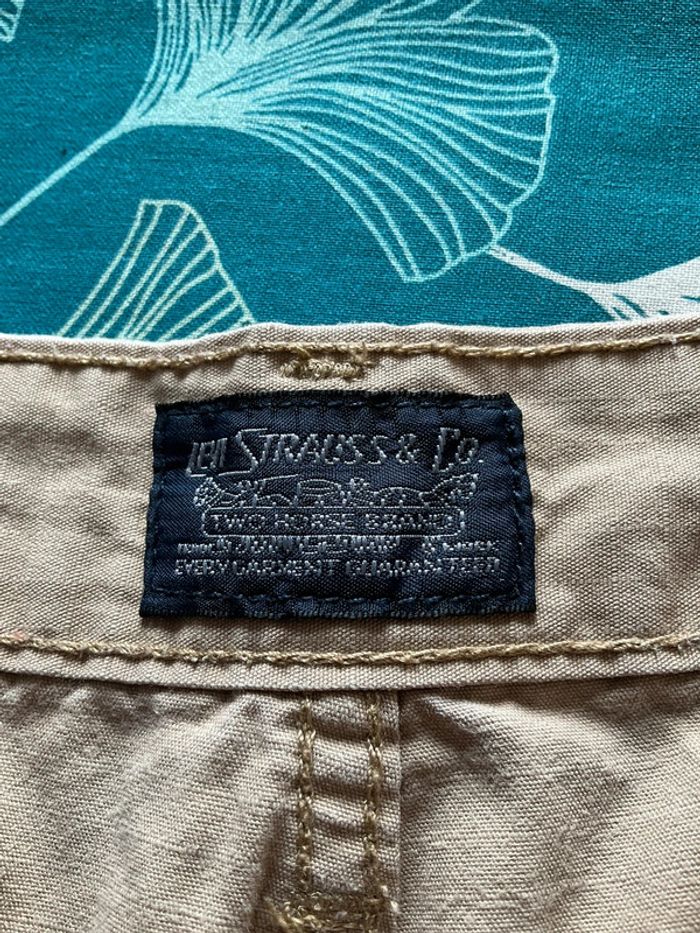 LEVI STRAUSS & CO.
TWO HORSE BRAND
EVERY GARMENT GUARANTEED